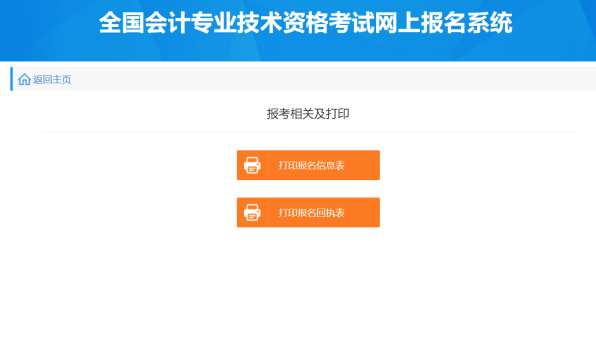 全国会计专业技术资格考试网上报名系统
返回主页
报考相关及打印
打印报名信息表
打印报名回执表